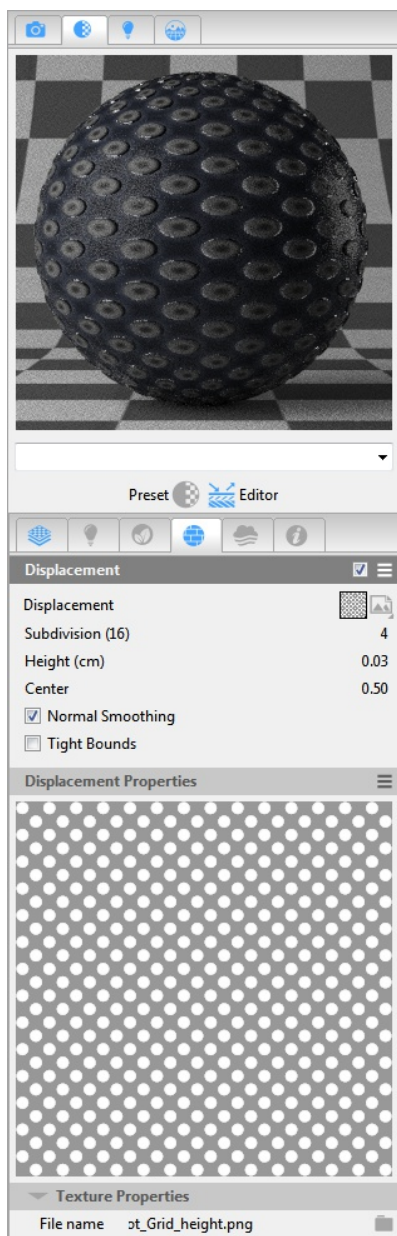 Preset Editor
Displacement
Displacement
Subdivision (16) 4
Height (cm) 0.03
Center 0.50
Normal Smoothing
Tight Bounds
Displacement Properties
Texture Properties
File name ot_Grid_height.png